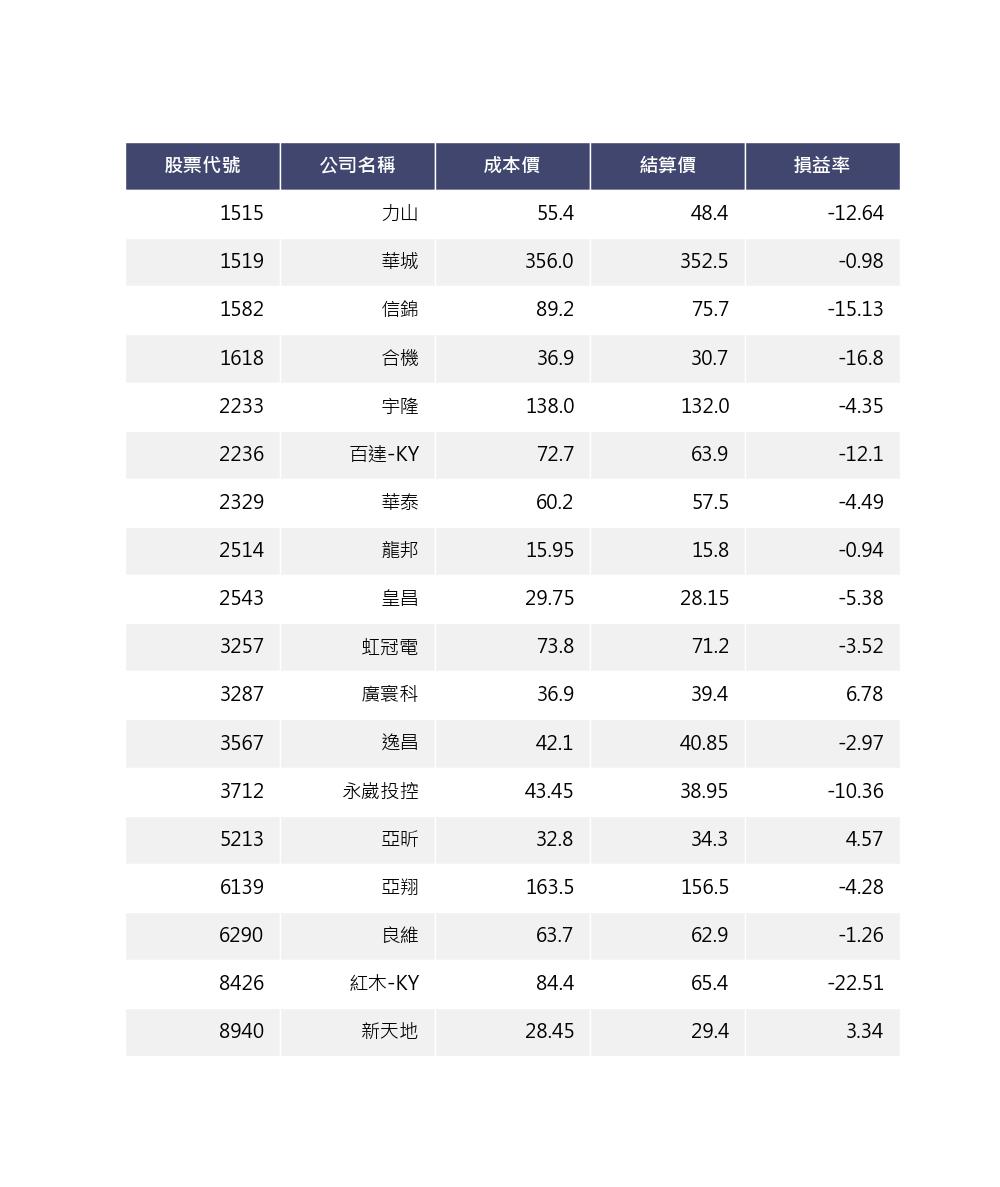 股票代號 公司名稱 成本價 結算價 損益率
1515 力山 55.4 48.4 -12.64
1519 華城 356.0 352.5 -0.98
1582 信錦 89.2 75.7 -15.13
1618 合機 36.9 30.7 -16.8
2233 宇隆 138.0 132.0 -4.35
2236 百達-KY 72.7 63.9 -12.1
2329 華泰 60.2 57.5 -4.49
2514 龍邦 15.95 15.8 -0.94
2543 皇昌 29.75 28.15 -5.38
3257 虹冠電 73.8 71.2 -3.52
3287 廣寰科 36.9 39.4 6.78
3567 逸昌 42.1 40.85 -2.97
3712 永崴投控 43.45 38.95 -10.36
5213 亞昕 32.8 34.3 4.57
6139 亞翔 163.5 156.5 -4.28
6290 良維 63.7 62.9 -1.26
8426 紅木-KY 84.4 65.4 -22.51
8940 新天地 28.45 29.4 3.34